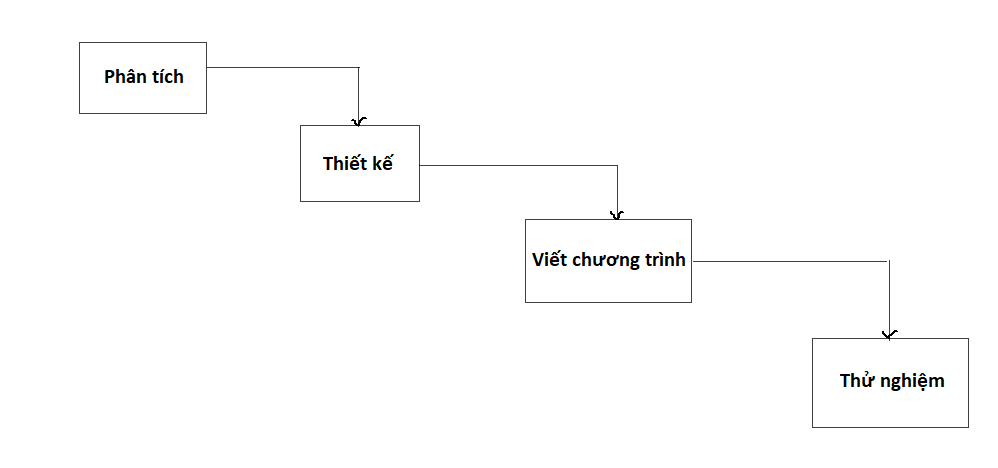 Phân tích
Thiết kế
Viết chương trình
Thử nghiệm